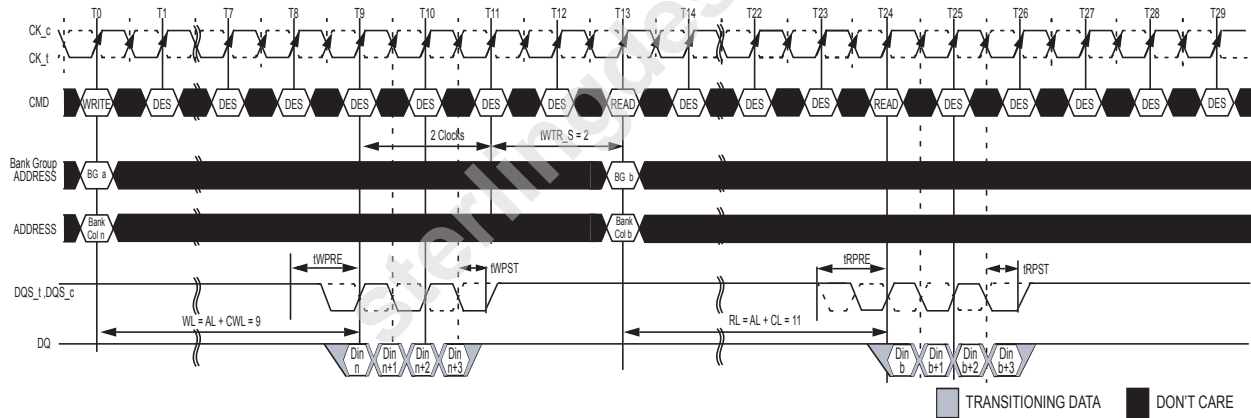 T0 T1 T7 T8 T9 T10 T11 T12 T13 T14 T22 T23 T24 T25 T26 T27 T28 T29
CK_c
CK_t
CMD WRITE DES DES DES DES DES DES DES READ DES DES DES READ DES DES DES DES DES
2 Clocks tWTR_S = 2
Bank Group
ADDRESS BG a BG b
ADDRESS Bank
Col n Bank
Col b
tWPRE tWPST tRPRE tRPST
DQS_t ,DQS_c
WL = AL + CWL = 9 RL = AL + CL = 11
DQ Din
n Din
n+1 Din
n+2 Din
n+3 Din
b Din
b+1 Din
b+2 Din
b+3
TRANSITIONING DATA DON'T CARE